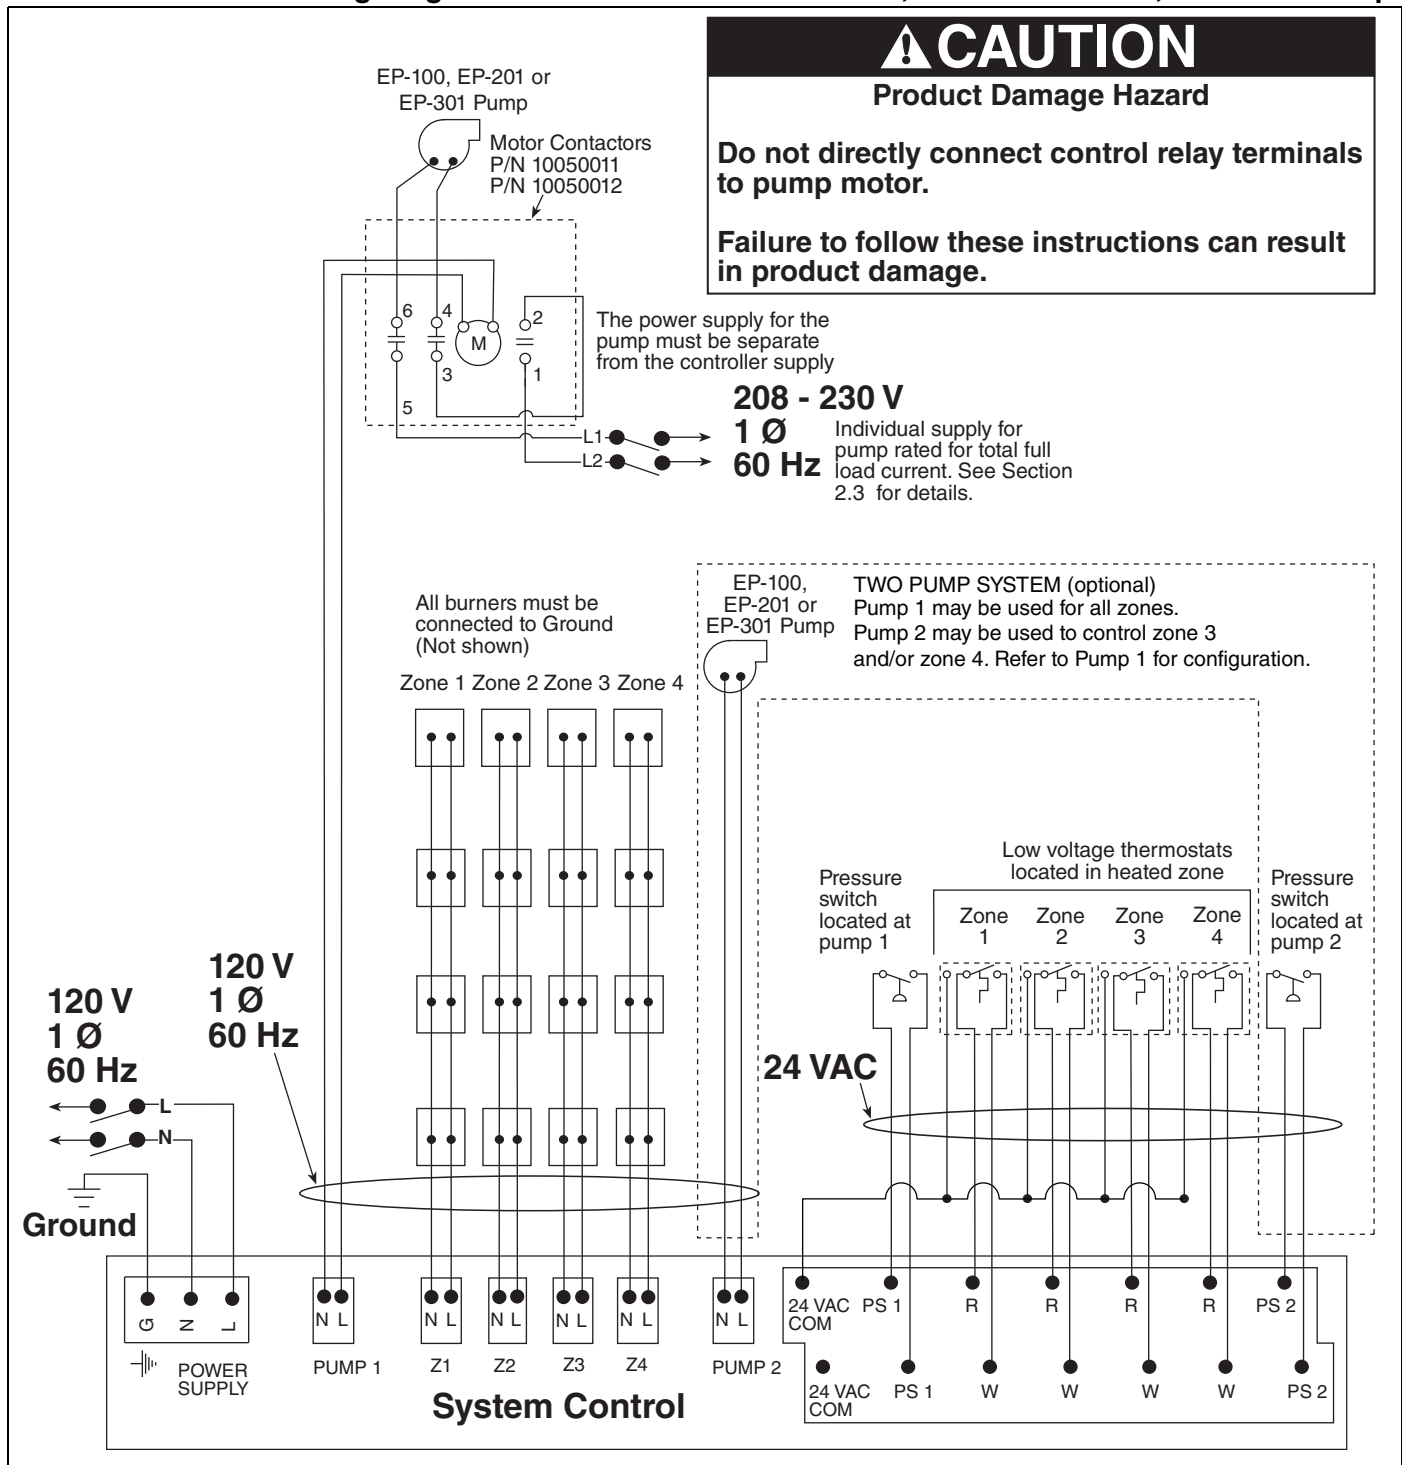 CAUTION
Product Damage Hazard
Do not directly connect control relay terminals
to pump motor.
Failure to follow these instructions can result
in product damage.
EP-100, EP-201 or
EP-301 Pump
Motor Contactors
P/N 10050011
P/N 10050012
6
4
M
2
3
1
5
The power supply for the
pump must be separate
from the controller supply
L1
L2
208 - 230 V
1 Ø
60 Hz
Individual supply for
pump rated for total full
load current. See Section
2.3 for details.
All burners must be
connected to Ground
(Not shown)
Zone 1 Zone 2 Zone 3 Zone 4
EP-100,
EP-201 or
EP-301 Pump
TWO PUMP SYSTEM (optional)
Pump 1 may be used for all zones.
Pump 2 may be used to control zone 3
and/or zone 4. Refer to Pump 1 for configuration.
Pressure
switch
located at
pump 1
Low voltage thermostats
located in heated zone
Zone
1
Zone
2
Zone
3
Zone
4
Pressure
switch
located at
pump 2
120 V
1 Ø
60 Hz
120 V
1 Ø
60 Hz
24 VAC
L
N
Ground
G N L
POWER
SUPPLY
N L
PUMP 1
N L
Z1
N L
Z2
N L
Z3
N L
Z4
N L
PUMP 2
System Control
24 VAC
COM
PS 1
R
R
R
R
PS 2
24 VAC
COM
PS 1
W
W
W
W
PS 2